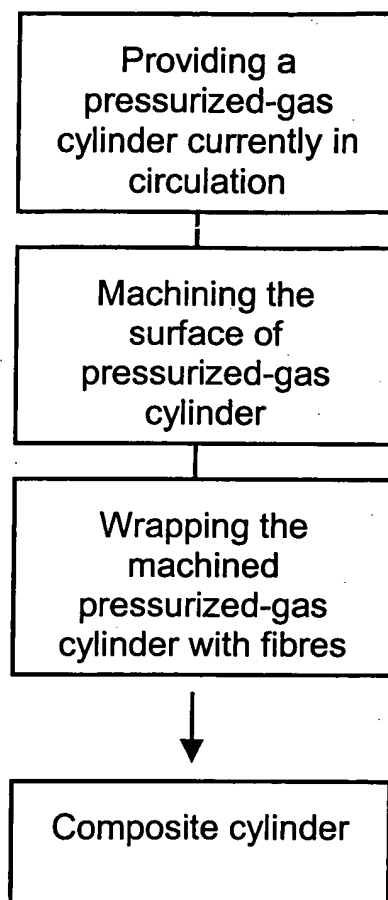 Providing a
pressurized-gas
cylinder currently in
circulation
Machining the
surface of
pressurized-gas
cylinder
Wrapping the
machined
pressurized-gas
cylinder with fibres
Composite cylinder